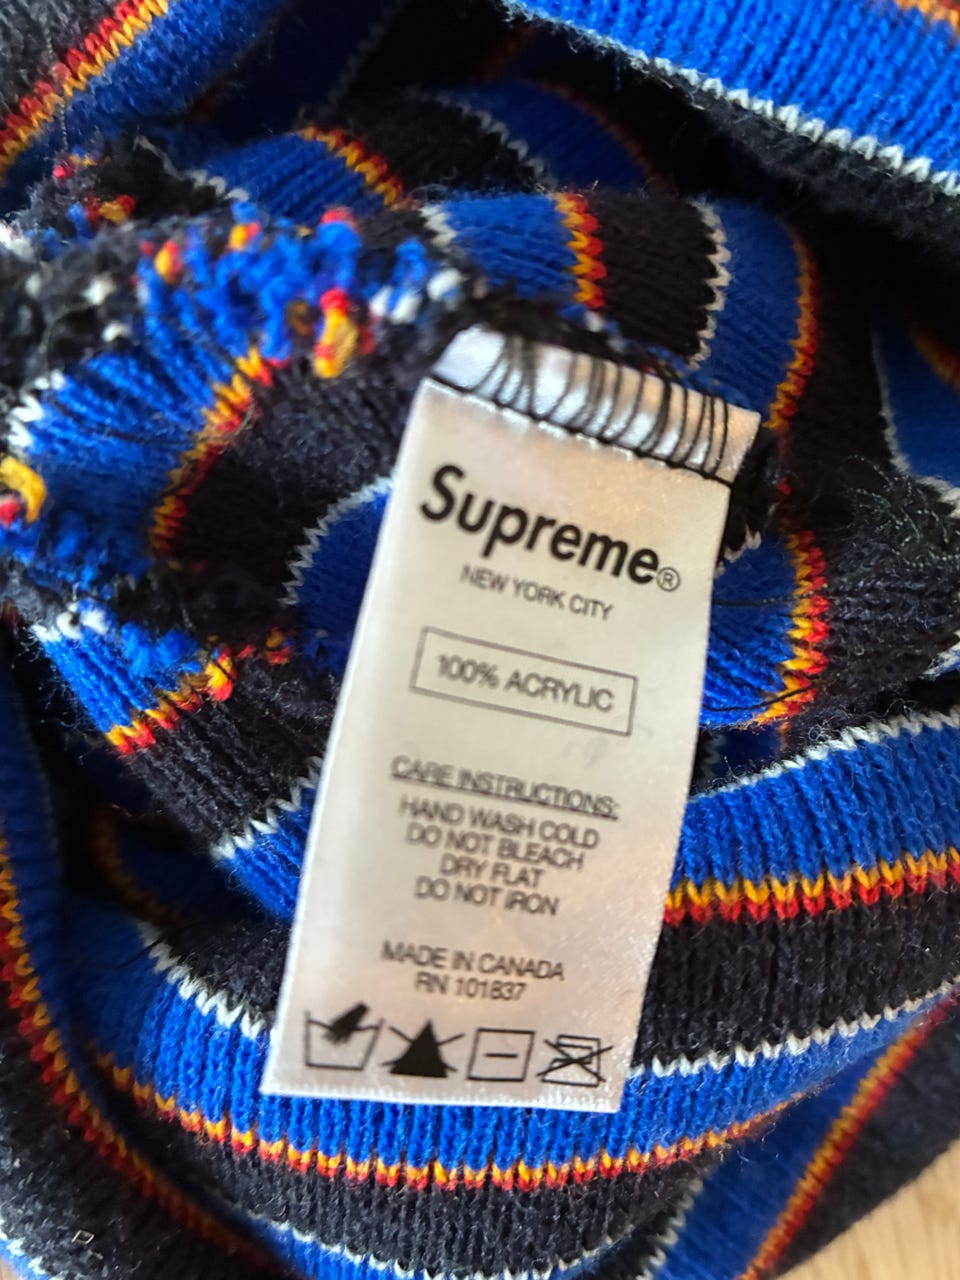 Supreme®
NEW YORK CITY
100% ACRYLIC
CARE INSTRUCTIONS:
HAND WASH COLD
DO NOT BLEACH
DRY FLAT
DO NOT IRON
MADE IN CANADA
RN 101837